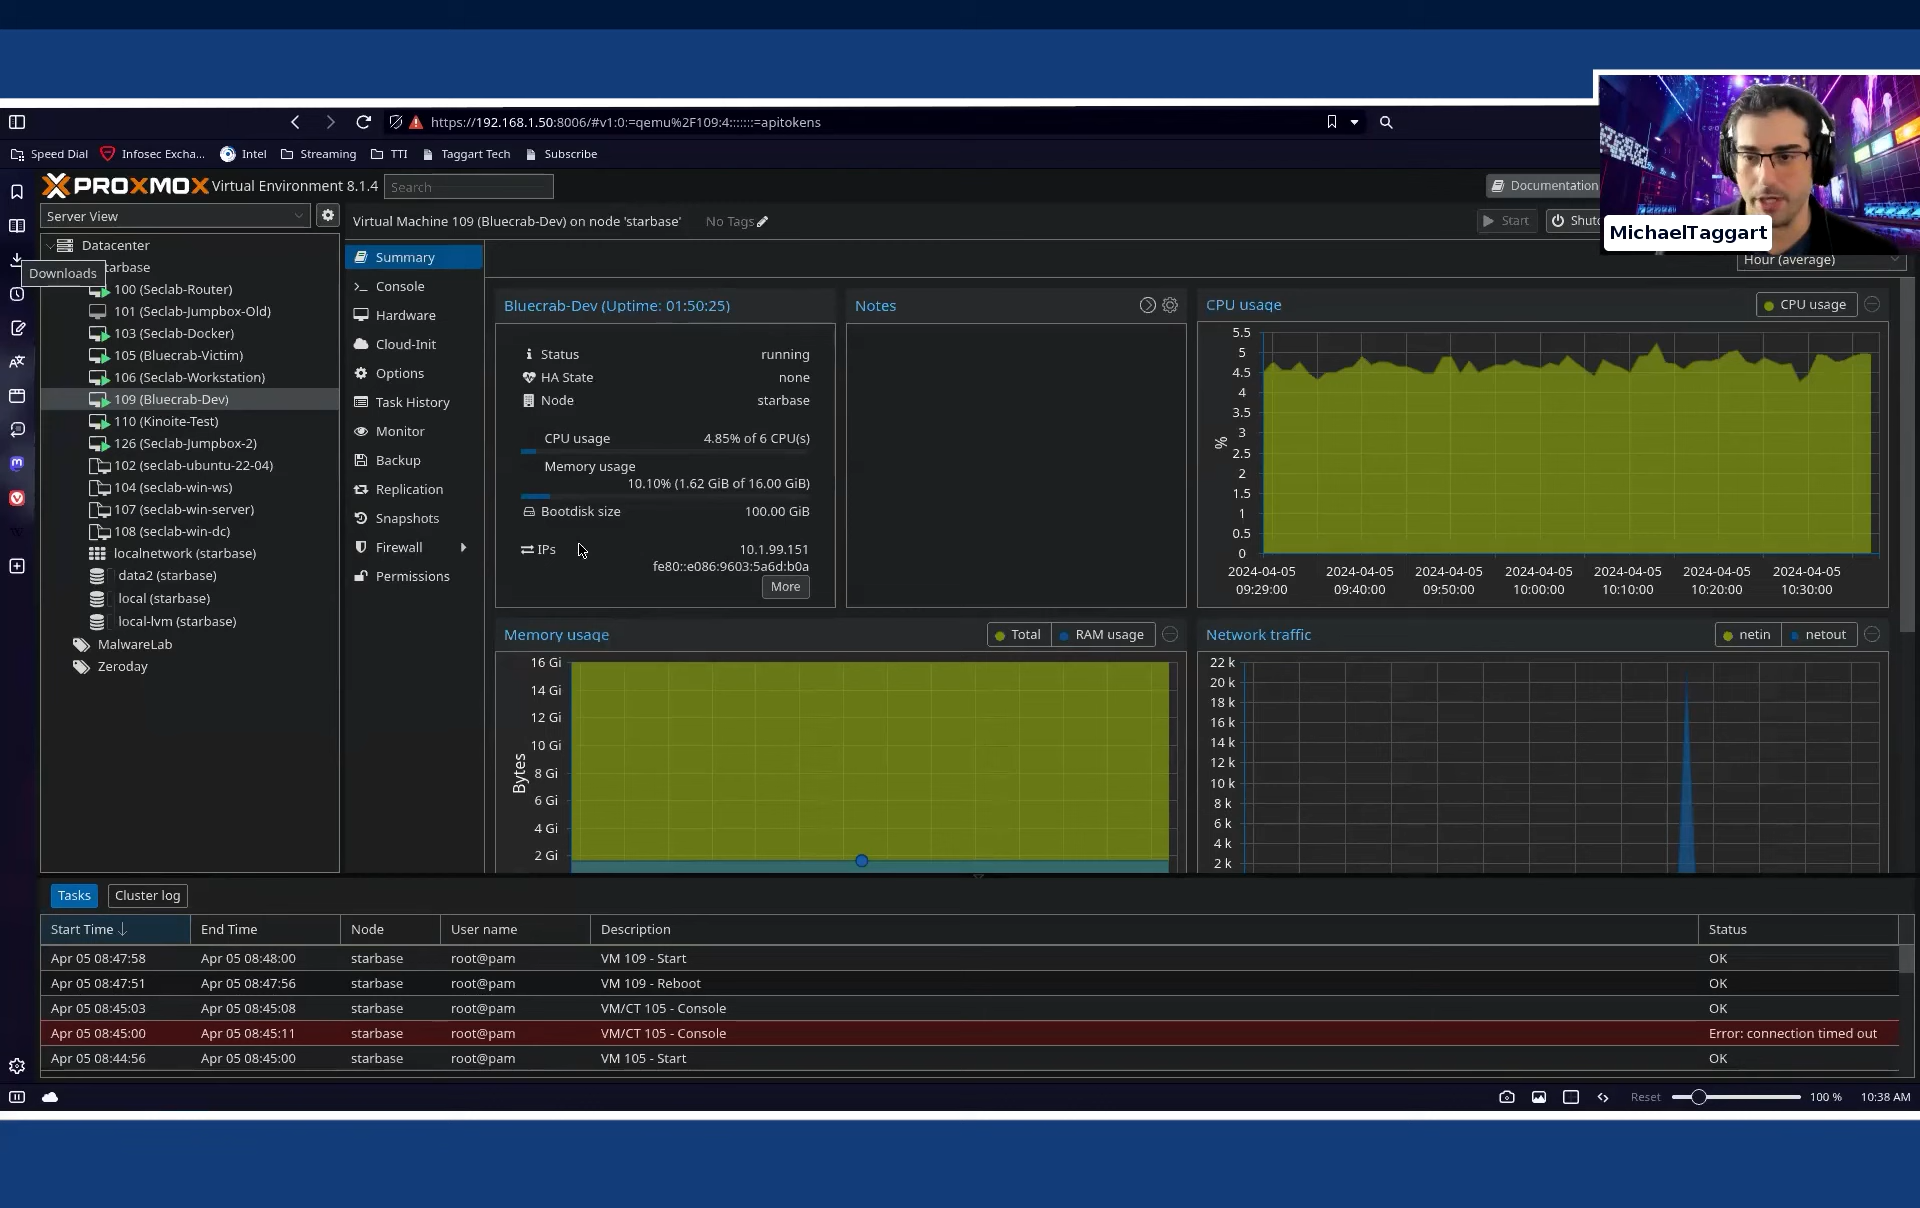 https://192.168.1.50:8006/#v1:0:=qemu%2F109:4:::::::=apitokens
Speed Dial
Infosec Excha...
Intel
Streaming
TTI
Taggart Tech
Subscribe
MichaelTaggart
PROXMOX Virtual Environment 8.1.4
Search
Documentation
Server View
Virtual Machine 109 (Bluecrab-Dev) on node 'starbase'
No Tags
Start
Hour (average)
Datacenter
Downloads
100 (Seclab-Router)
101 (Seclab-Jumpbox-Old)
103 (Seclab-Docker)
105 (Bluecrab-Victim)
106 (Seclab-Workstation)
109 (Bluecrab-Dev)
110 (Kinoite-Test)
126 (Seclab-Jumpbox-2)
102 (seclab-ubuntu-22-04)
104 (seclab-win-ws)
107 (seclab-win-server)
108 (seclab-win-dc)
localnetwork (starbase)
data2 (starbase)
local (starbase)
local-lvm (starbase)
MalwareLab
Zeroday
Summary
Console
Hardware
Cloud-Init
Options
Task History
Monitor
Backup
Replication
Snapshots
Firewall
Permissions
Bluecrab-Dev (Uptime: 01:50:25)
Status running
HA State none
Node starbase
CPU usage 4.85% of 6 CPU(s)
Memory usage
10.10% (1.62 GiB of 16.00 GiB)
Bootdisk size 100.00 GiB
IPs 10.1.99.151
fe80::e086:9603:5a6d:b0a
More
Notes
CPU usage
CPU usage
5.5
5
4.5
4
3.5
3
2.5
2
1.5
1
0.5
0
%
2024-04-05 09:29:00
2024-04-05 09:40:00
2024-04-05 09:50:00
2024-04-05 10:00:00
2024-04-05 10:10:00
2024-04-05 10:20:00
2024-04-05 10:30:00
Memory usage
Total
RAM usage
16 Gi
14 Gi
12 Gi
10 Gi
8 Gi
6 Gi
4 Gi
2 Gi
Bytes
Network traffic
netin
netout
22 k
20 k
18 k
16 k
14 k
12 k
10 k
8 k
6 k
4 k
2 k
Tasks
Cluster log
Start Time End Time Node User name Description Status
Apr 05 08:47:58 Apr 05 08:48:00 starbase root@pam VM 109 - Start OK
Apr 05 08:47:51 Apr 05 08:47:56 starbase root@pam VM 109 - Reboot OK
Apr 05 08:45:03 Apr 05 08:45:08 starbase root@pam VM/CT 105 - Console OK
Apr 05 08:45:00 Apr 05 08:45:11 starbase root@pam VM/CT 105 - Console Error: connection timed out
Apr 05 08:44:56 Apr 05 08:45:00 starbase root@pam VM 105 - Start OK
Reset
100 %
10:38 AM